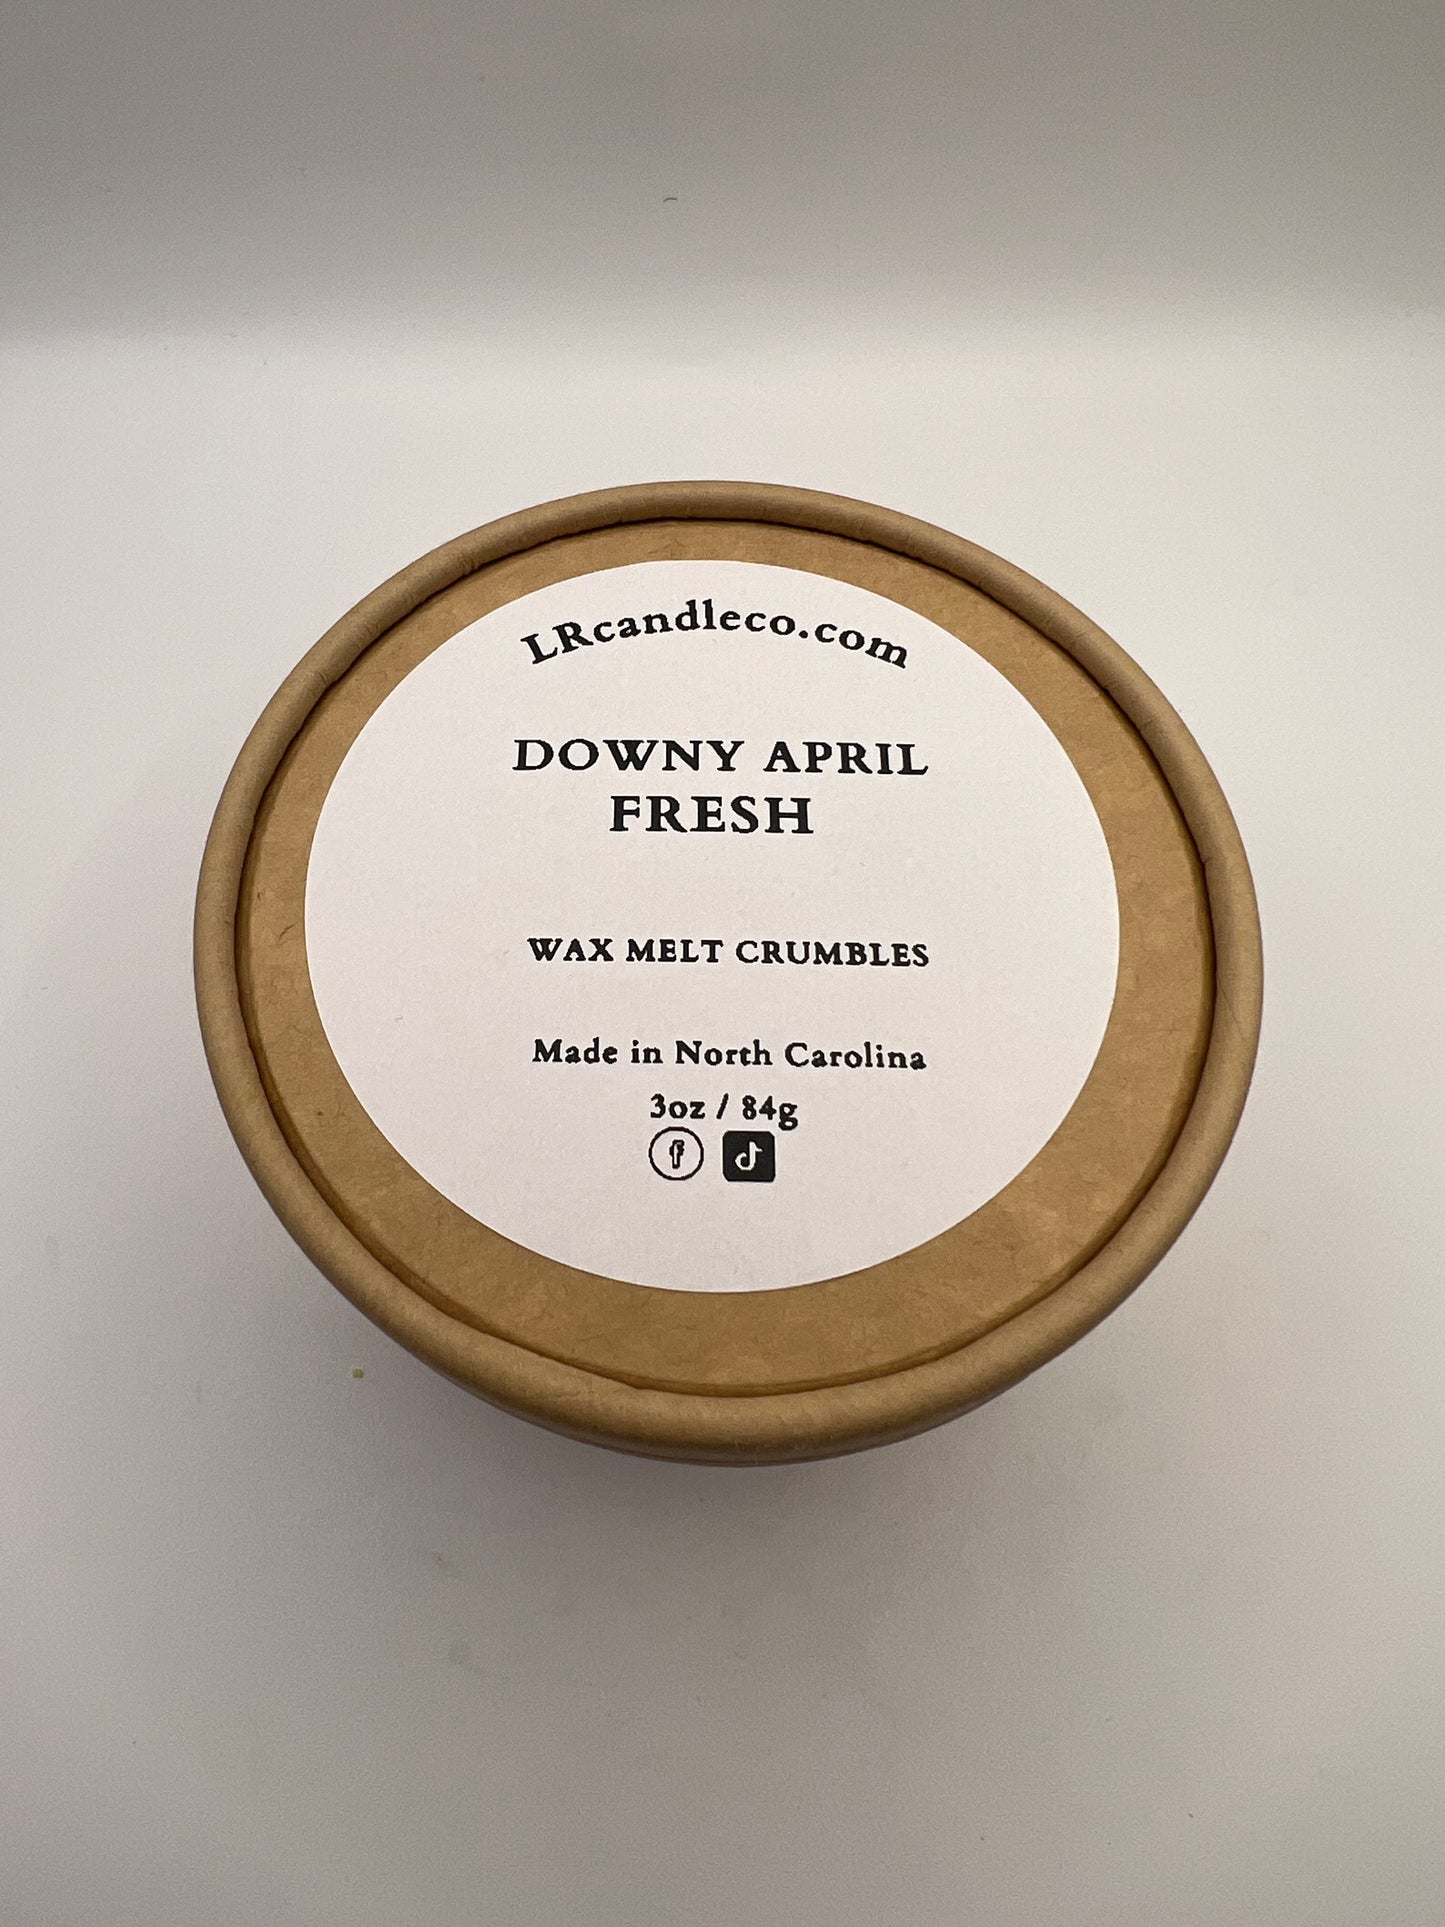 LRcandleco.com
DOWNY APRIL
FRESH
WAX MELT CRUMBLES
Made in North Carolina
3oz / 84g